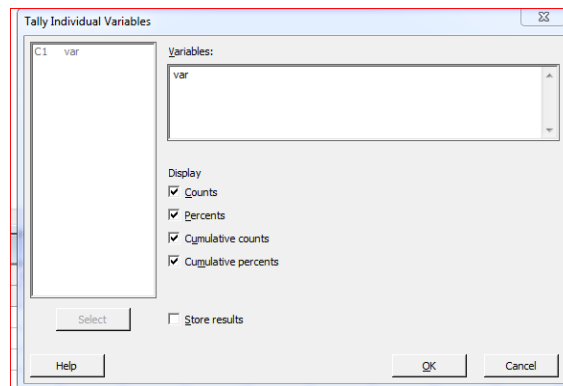 Tally Individual Variables
C1 var
Variables:
var
Display
Counts
Percents
Cumulative counts
Cumulative percents
Select
Store results
Help
OK
Cancel